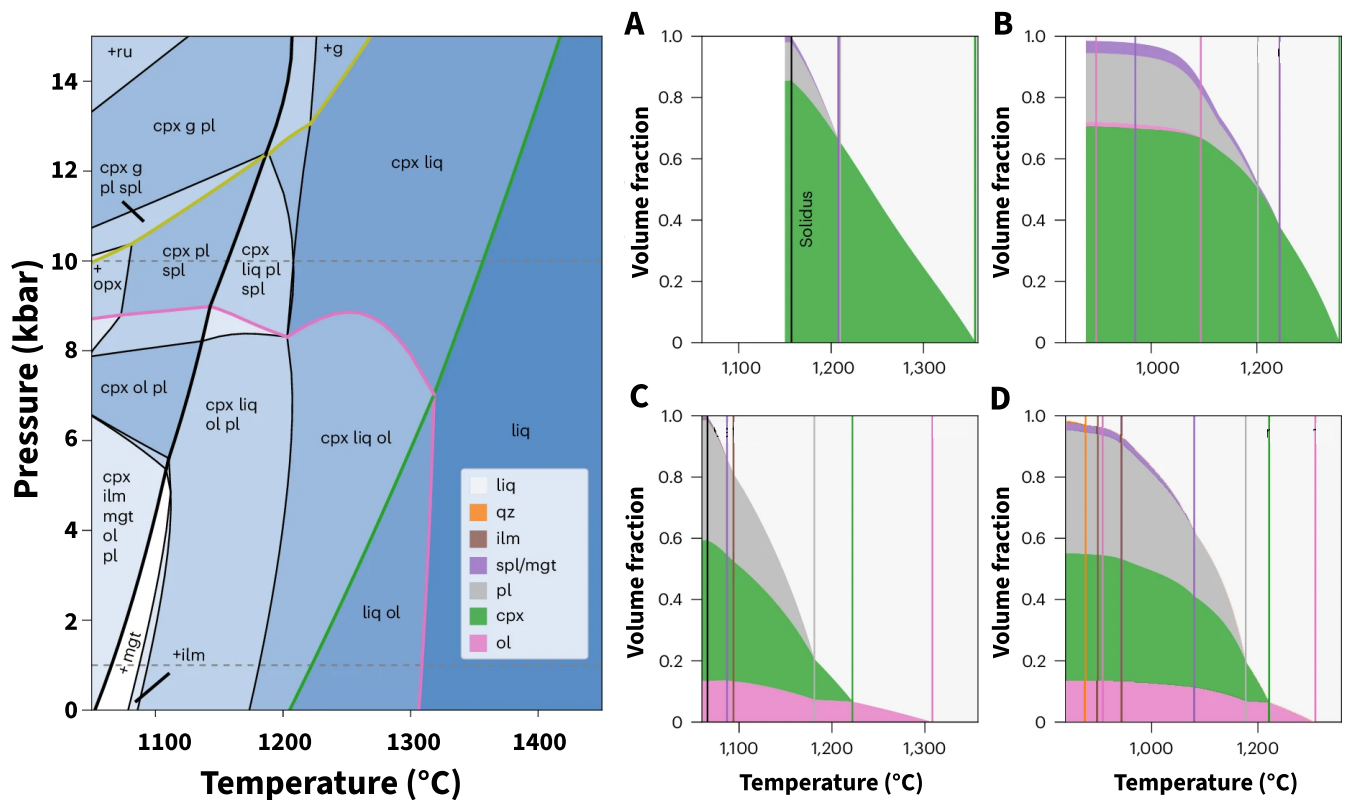 +ru
+g
cpx g pl
cpx liq
cpx g
pl spl
cpx pl
spl
cpx
liq pl
spl
+
opx
cpx ol pl
cpx liq
ol pl
cpx liq ol
liq
cpx
ilm
mgt
ol
pl
+ mgt
+ilm
liq ol
liq
qz
ilm
spl/mgt
pl
cpx
ol
14
12
10
8
6
4
2
0
Pressure (kbar)
1100
1200
1300
1400
Temperature (°C)
A
1.0
0.8
0.6
0.4
0.2
0
Volume fraction
Solidus
1,100
1,200
1,300
B
1.0
0.8
0.6
0.4
0.2
0
Volume fraction
1,000
1,200
C
1.0
0.8
0.6
0.4
0.2
0
Volume fraction
1,100
1,200
1,300
Temperature (°C)
D
1.0
0.8
0.6
0.4
0.2
0
Volume fraction
1,000
1,200
Temperature (°C)